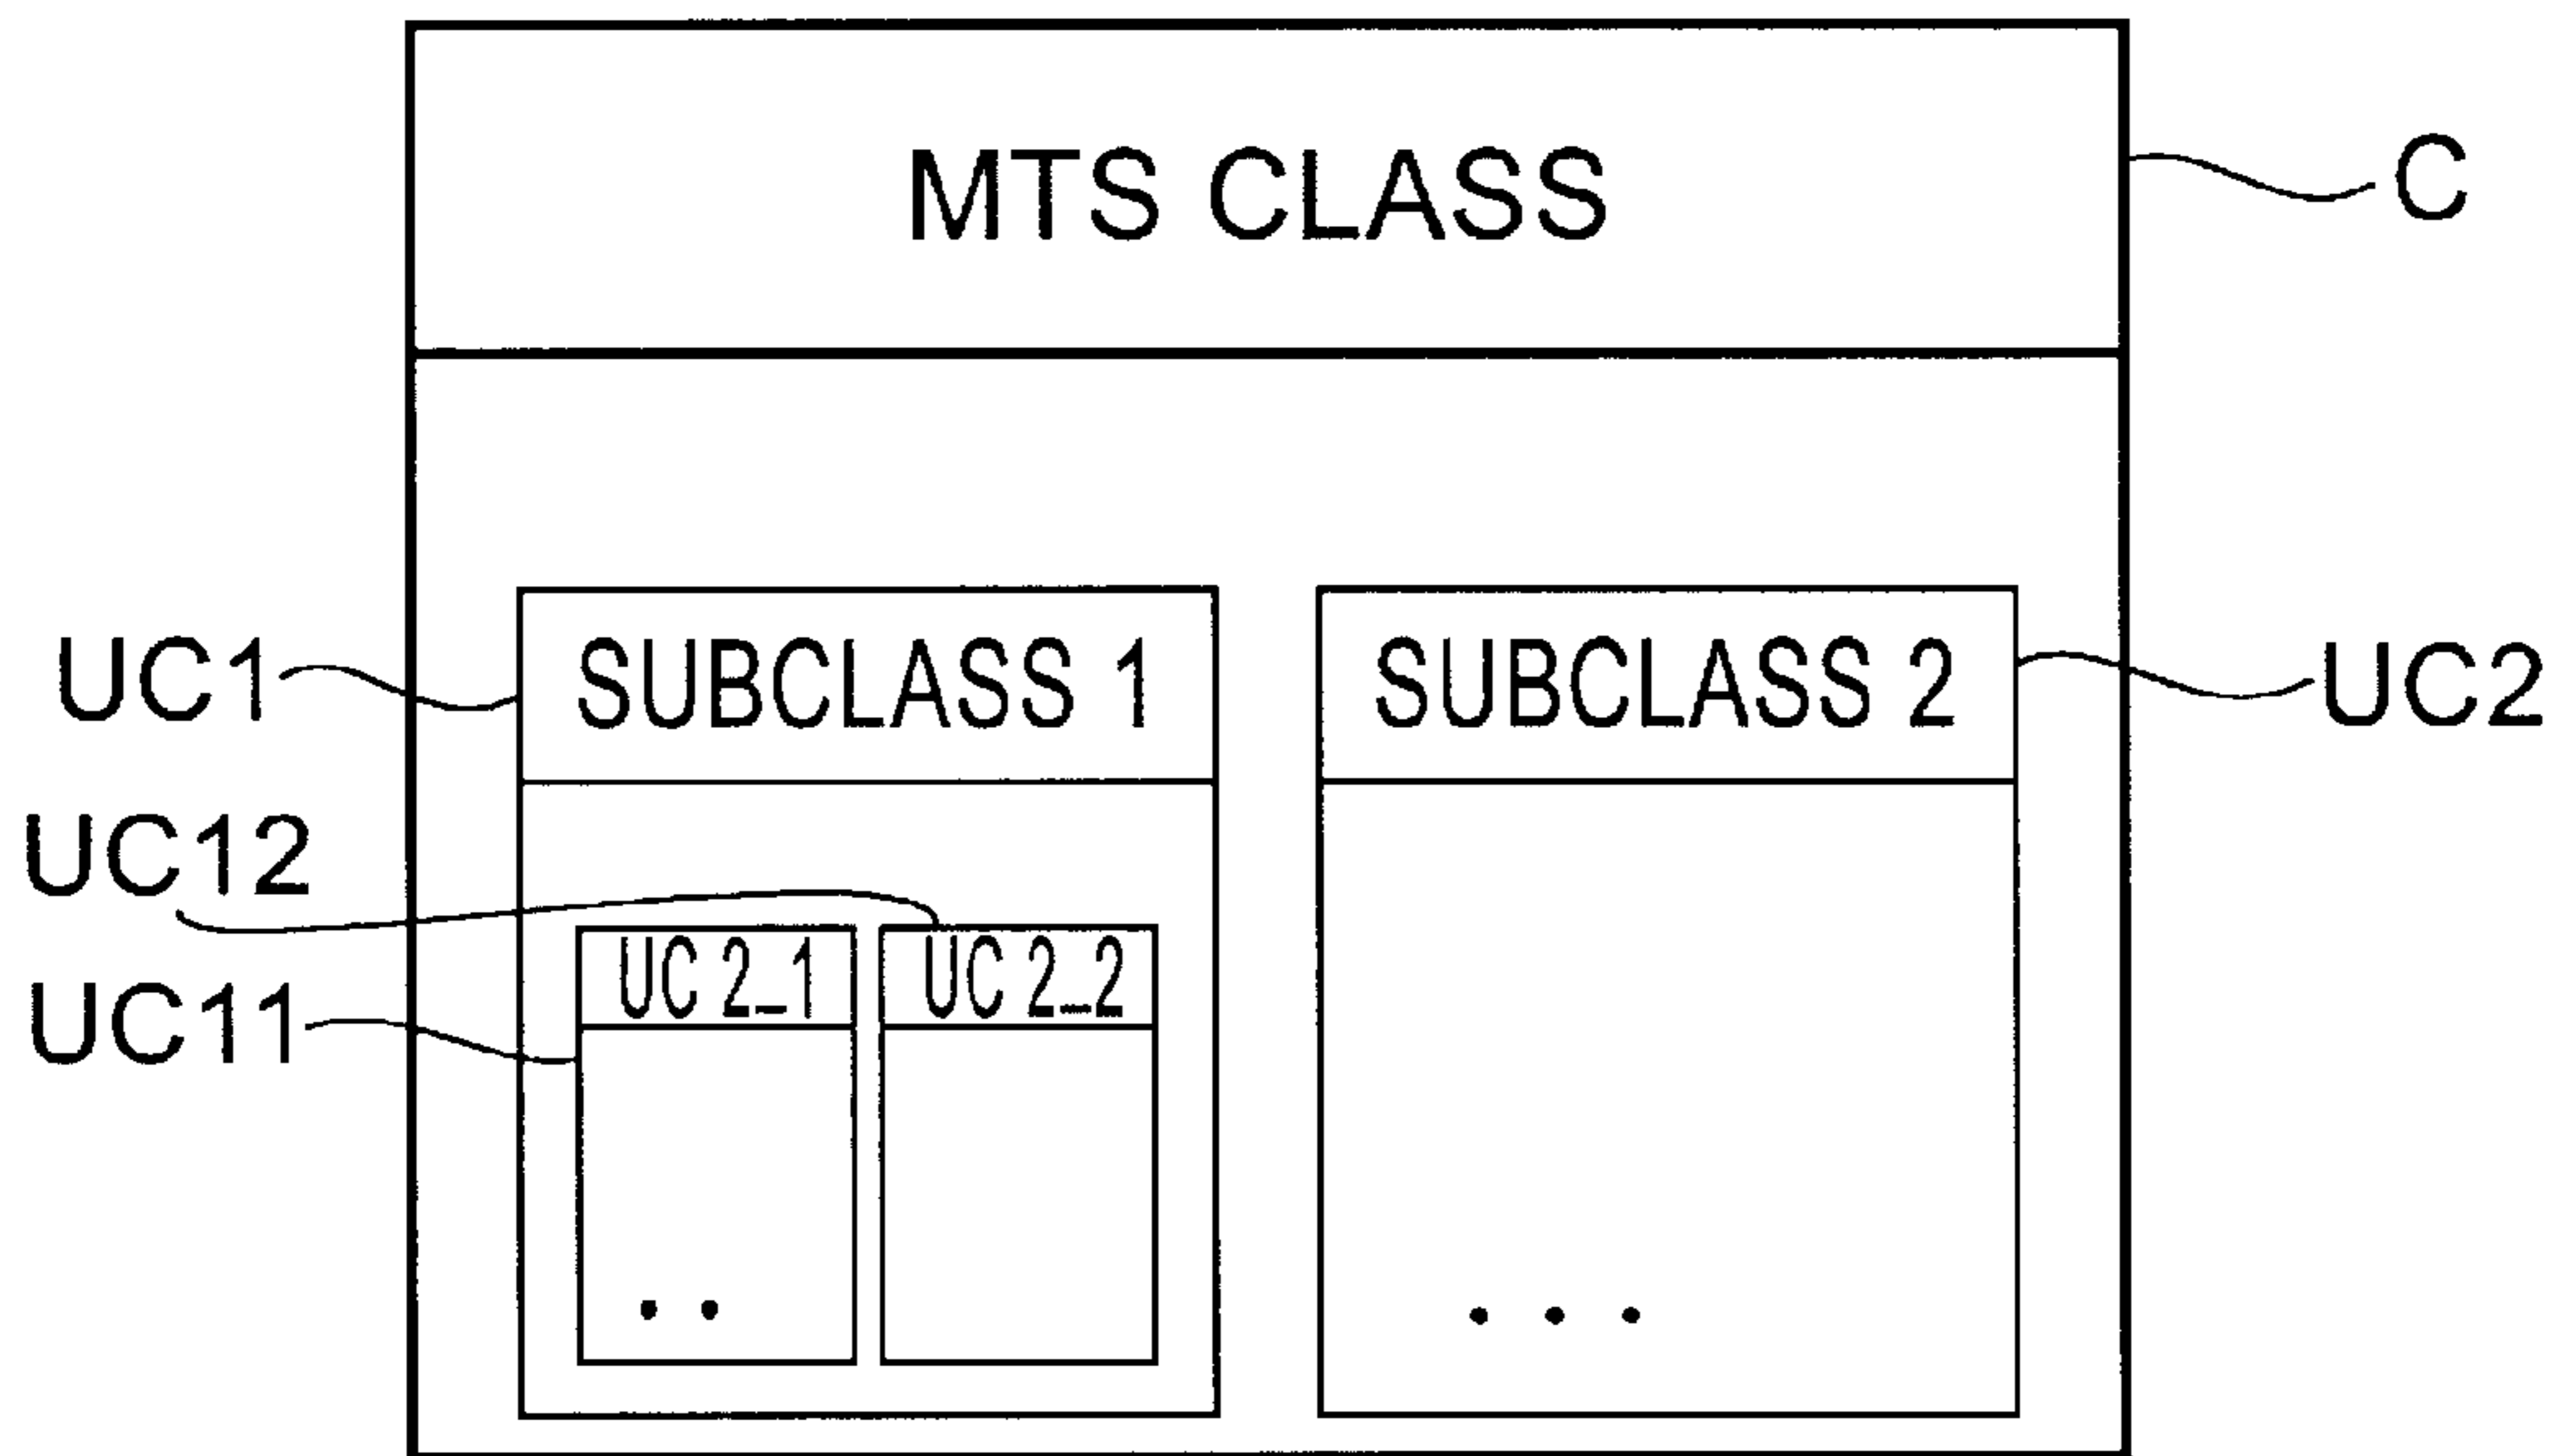 MTS CLASS
C
UC1
SUBCLASS 1
SUBCLASS 2
UC2
UC12
UC11
UC 2_1
UC 2_2